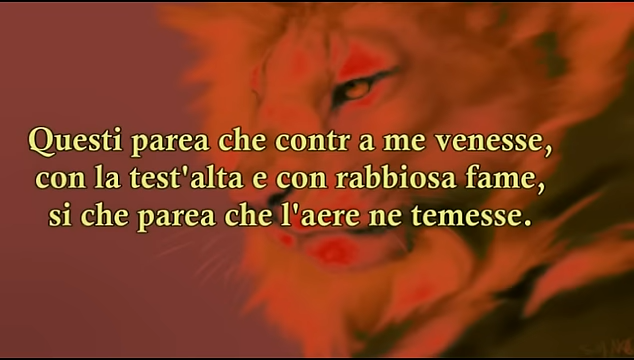 Questi parea che contr a me venesse,
con la test'alta e con rabbiosa fame,
si che parea che l'aere ne temesse.